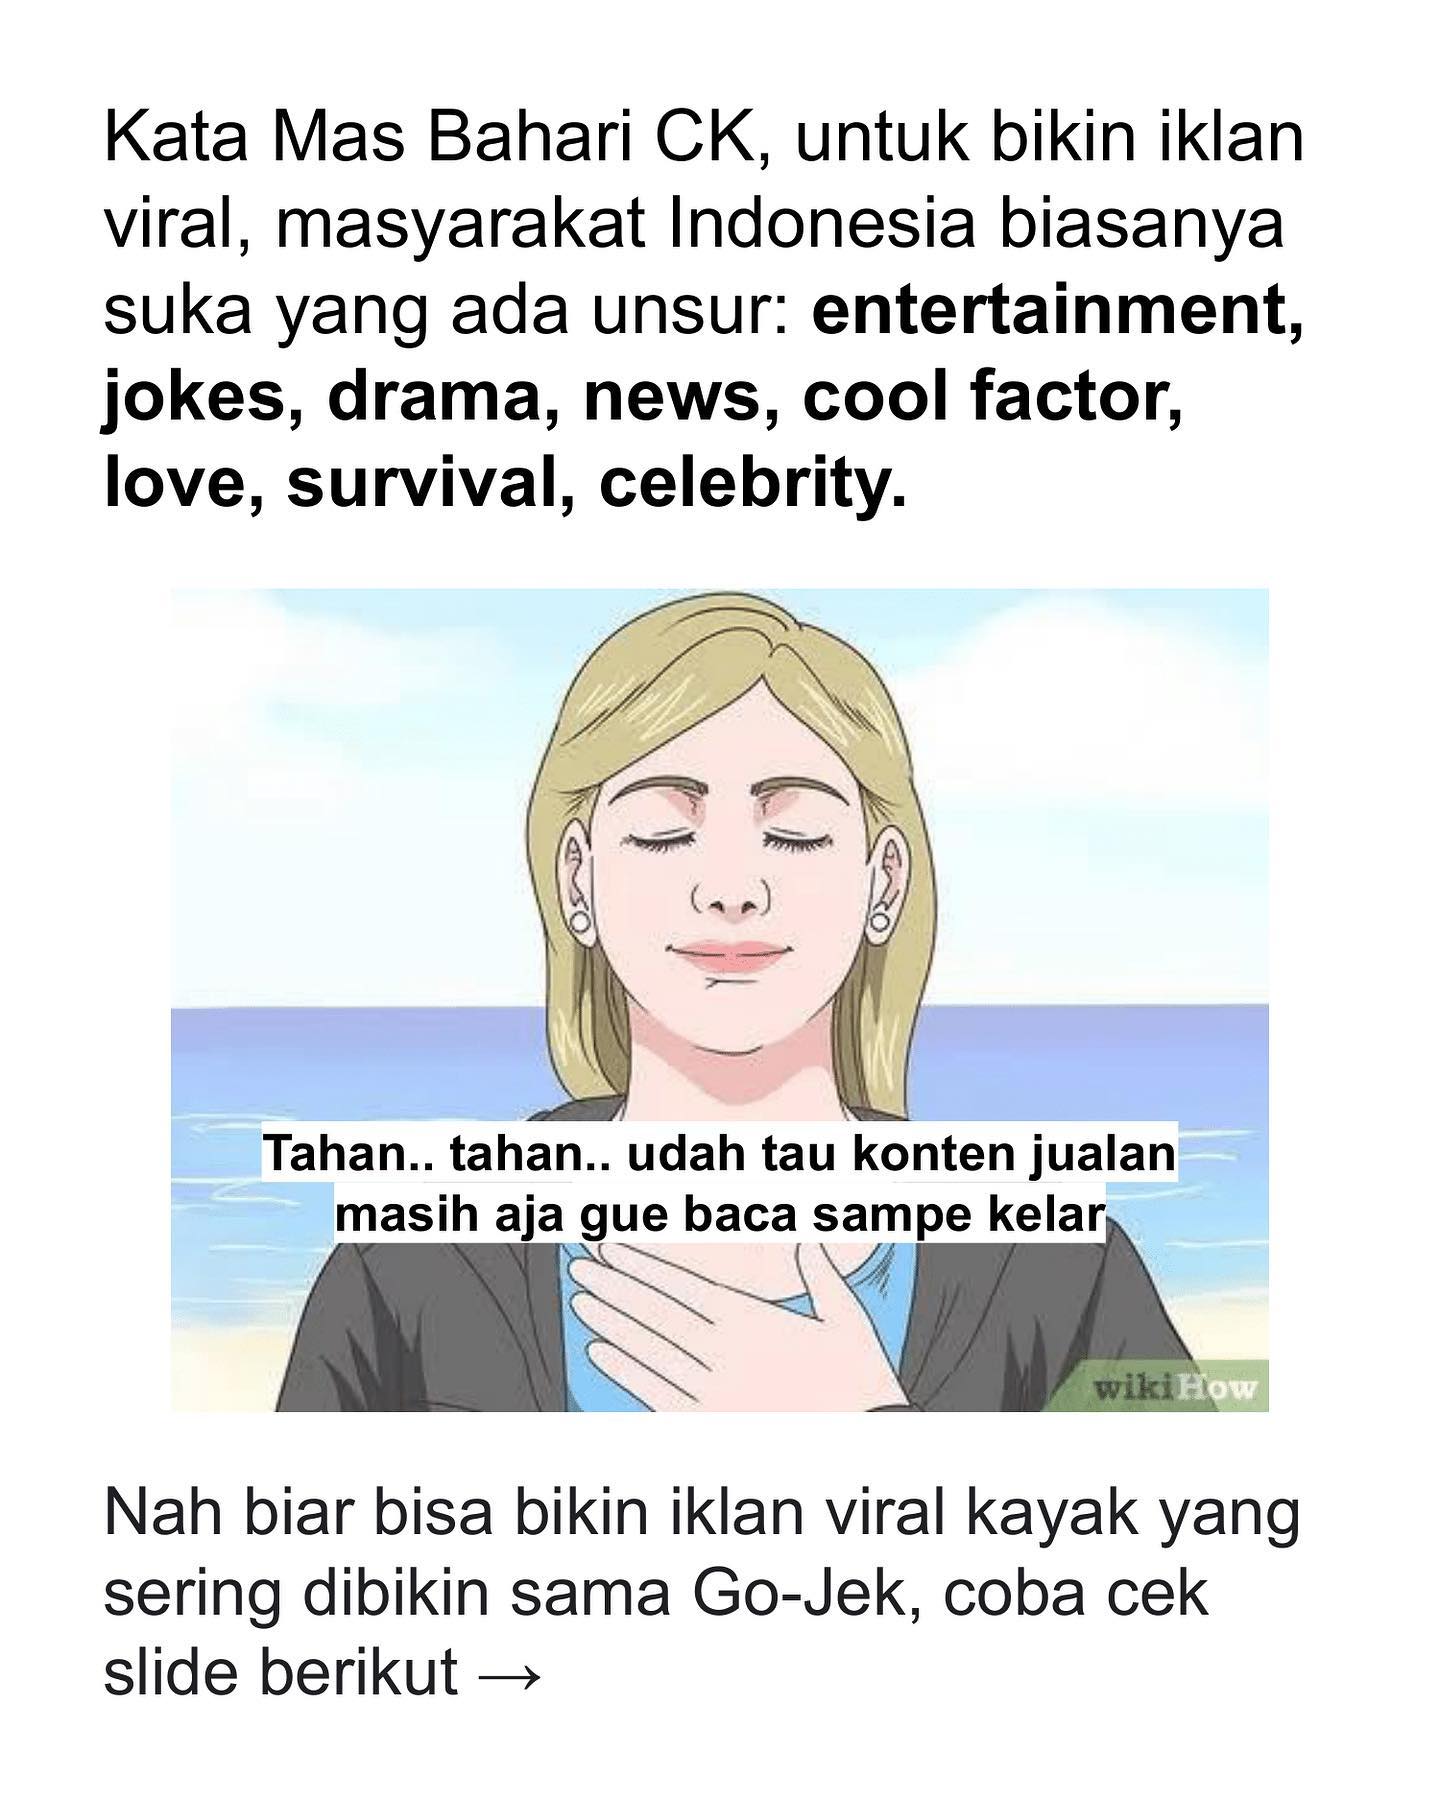 Kata Mas Bahari CK, untuk bikin iklan
viral, masyarakat Indonesia biasanya
suka yang ada unsur: entertainment,
jokes, drama, news, cool factor,
love, survival, celebrity.
Tahan.. tahan.. udah tau konten jualan
masih aja gue baca sampe kelar
wikiHow
Nah biar bisa bikin iklan viral kayak yang
sering dibikin sama Go-Jek, coba cek
slide berikut →